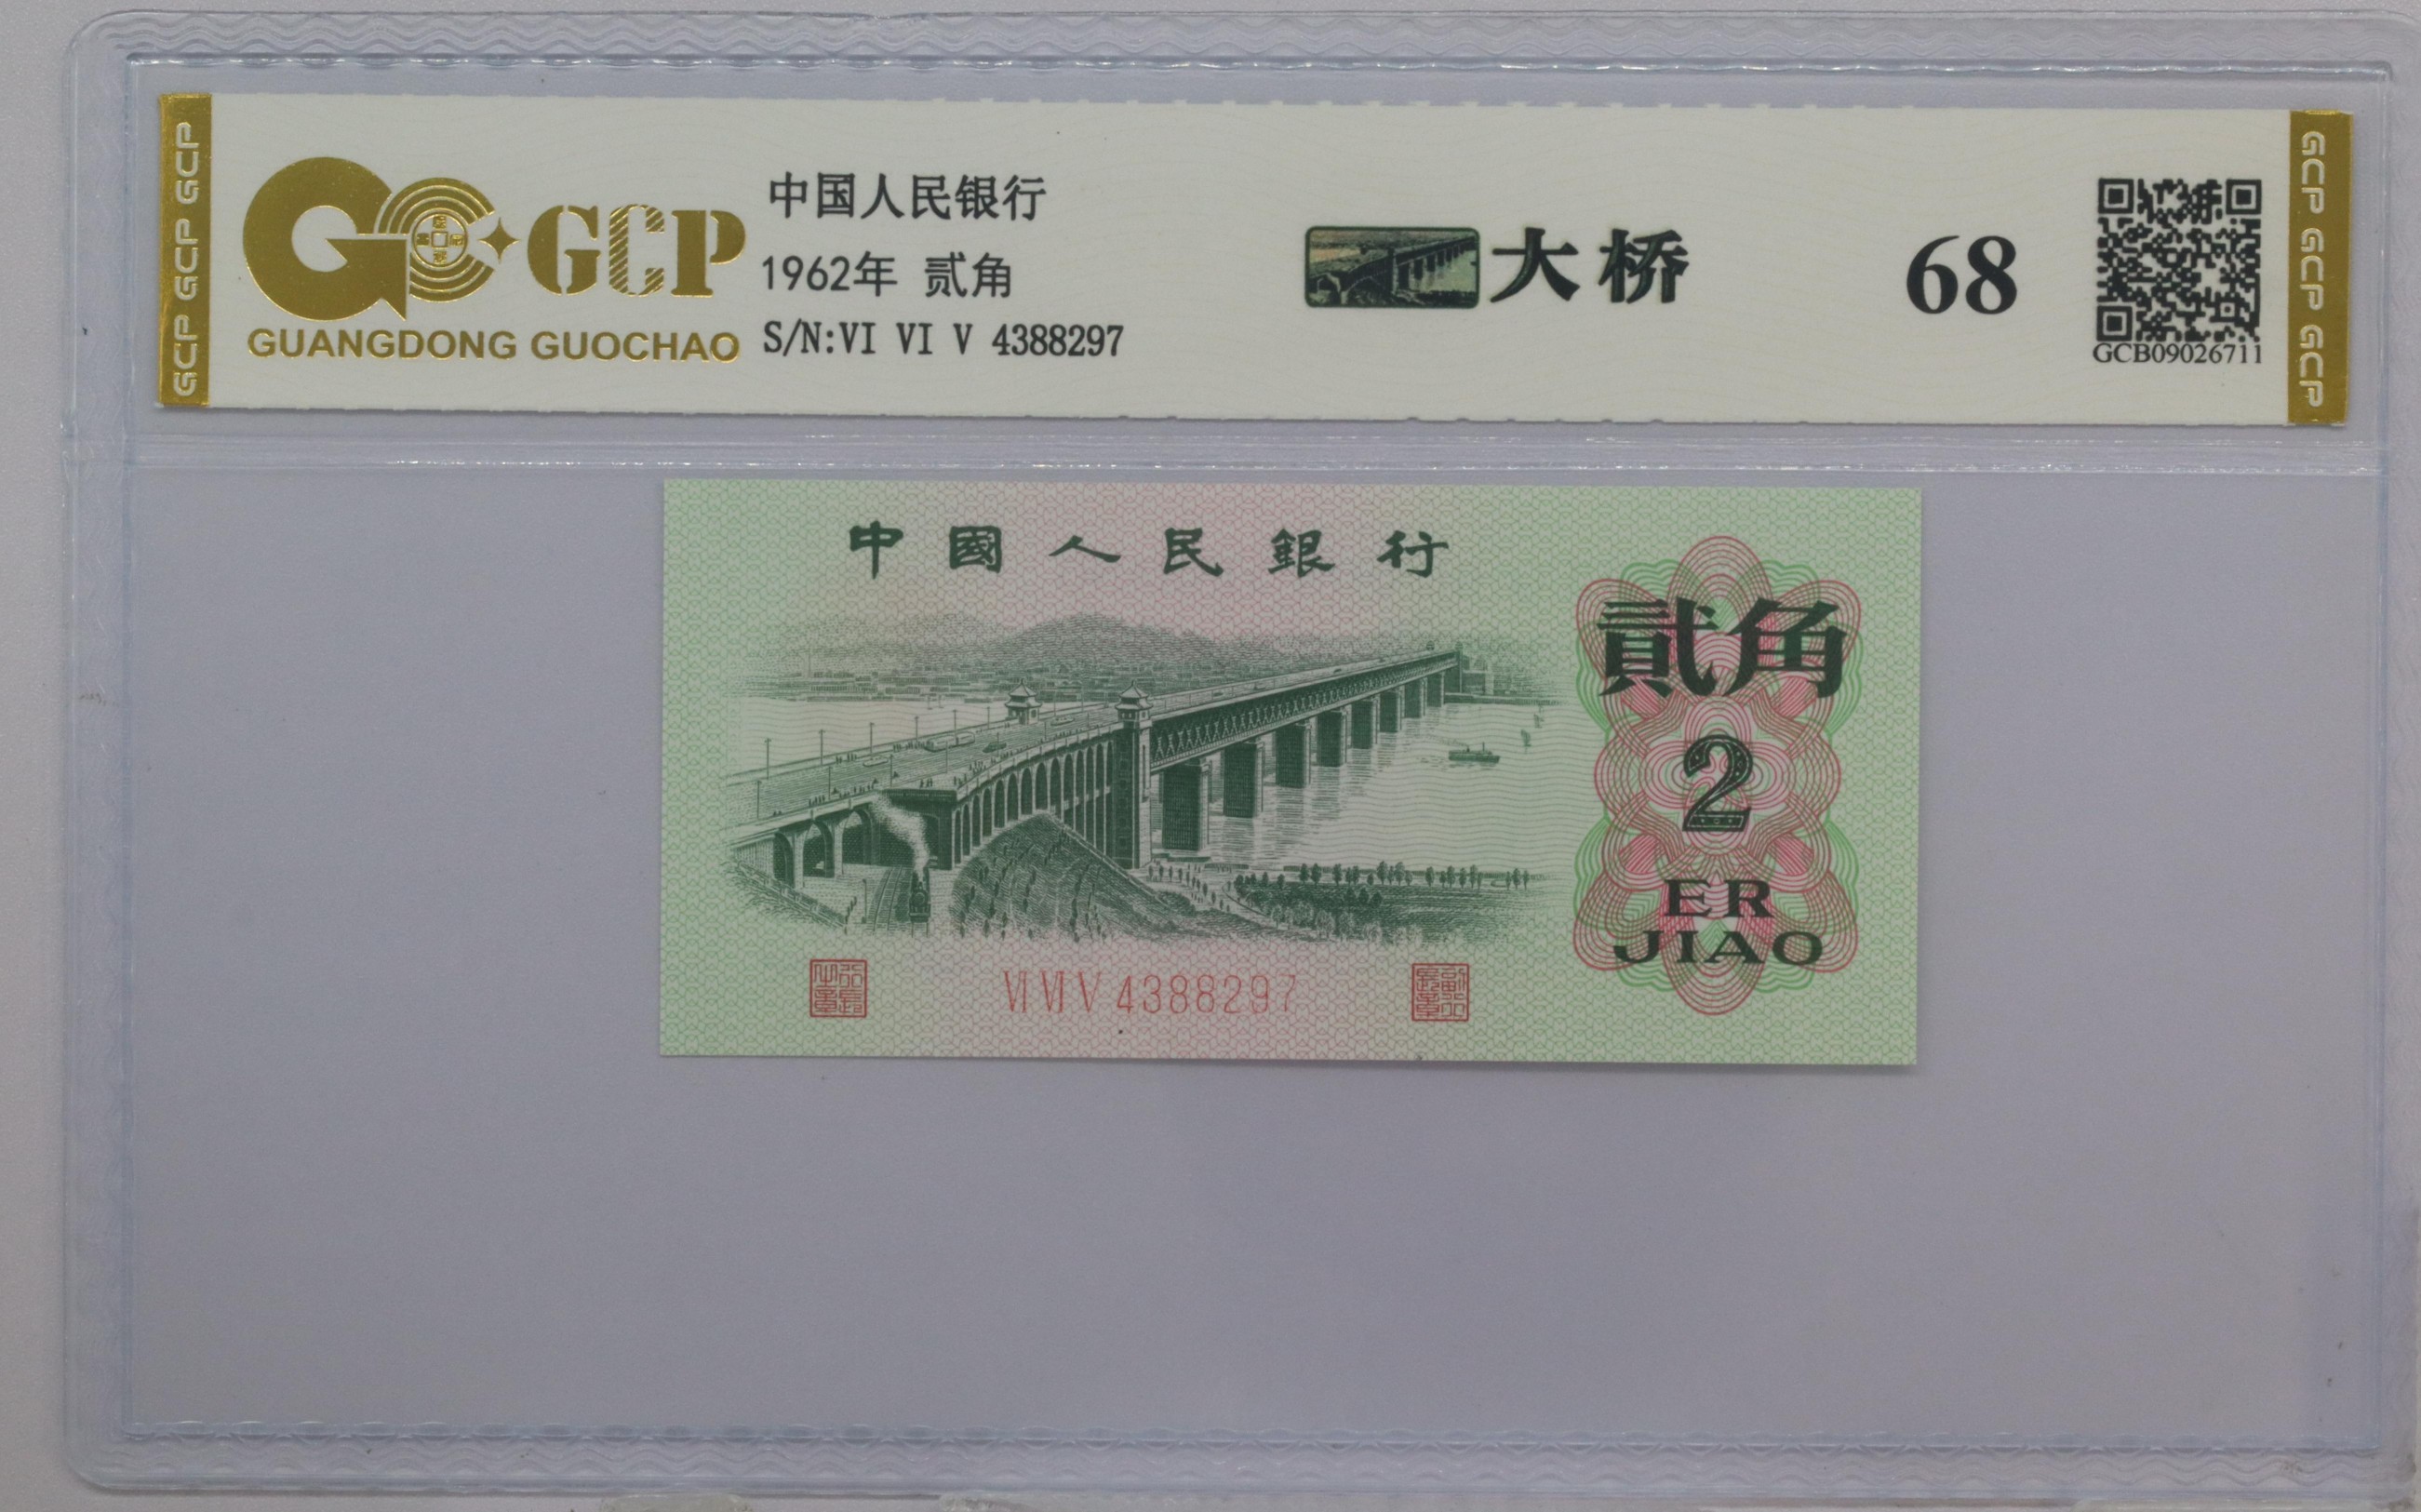 GCP GCP GCP
GCP
GUANGDONG GUOCHAO
中国人民银行
1962年 贰角
S/N:VI VI V 4388297
大桥
68
GCB09026711
GCP GCP GCP
中國人民銀行
貳角
2
ER
JIAO
VI VI V 4388297